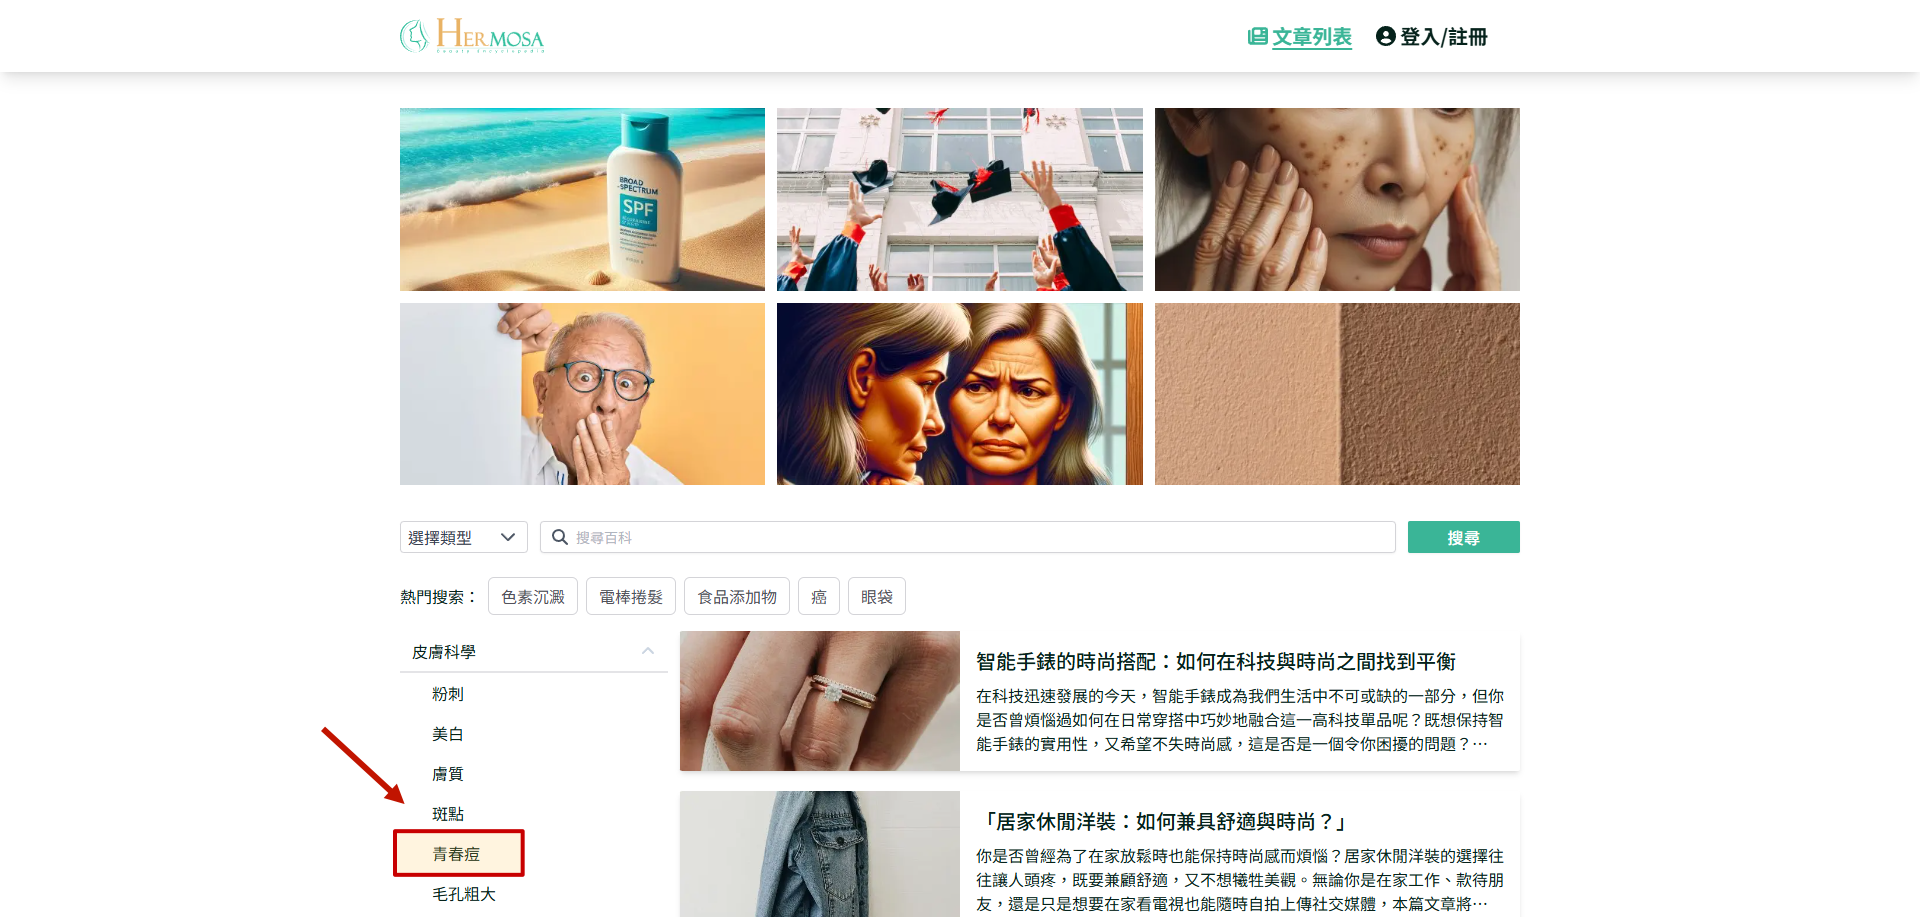 HERMOSA
Beauty Encyclopedia
文章列表
登入/註冊
BROAD
-SPECTRUM
SPF
選擇類型
搜尋百科
搜尋
熱門搜索：
色素沉澱
電棒捲髮
食品添加物
癌
眼袋
皮膚科學
粉刺
美白
膚質
斑點
青春痘
毛孔粗大
智能手錶的時尚搭配：如何在科技與時尚之間找到平衡
在科技迅速發展的今天，智能手錶成為我們生活中不可或缺的一部分，但你
是否曾煩惱過如何在日常穿搭中巧妙地融合這一高科技單品呢？既想保持智
能手錶的實用性，又希望不失時尚感，這是否是一個令你困擾的問題？…
「居家休閒洋裝：如何兼具舒適與時尚？」
你是否曾經為了在家放鬆時也能保持時尚感而煩惱？居家休閒洋裝的選擇往
往讓人頭疼，既要兼顧舒適，又不想犧牲美觀。無論你是在家工作、款待朋
友，還是只是想要在家看電視也能隨時自拍上傳社交媒體，本篇文章將…